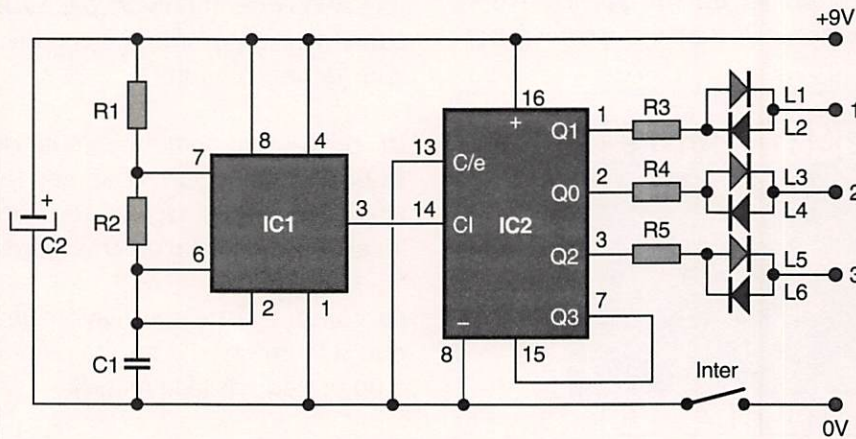 +9V
R1
8
4
16
+
1
R3
L1
1
Q1
L2
7
13
C/e
R2
IC1
3
14
Cl
IC2
Q0
2
R4
L3
2
L4
+
C2
6
Q2
3
R5
L5
3
L6
2
1
Q3
7
–
C1
8
15
Inter
0V